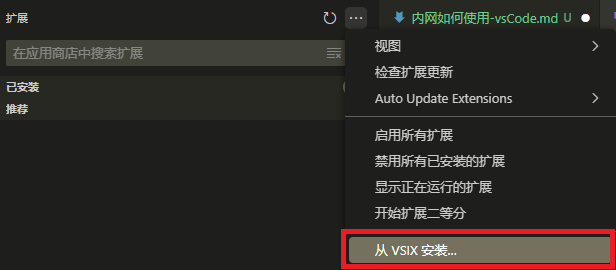 扩展
内网如何使用-vsCode.md U
在应用商店中搜索扩展
已安装
推荐
视图
检查扩展更新
Auto Update Extensions
启用所有扩展
禁用所有已安装的扩展
显示正在运行的扩展
开始扩展二等分
从 VSIX 安装...